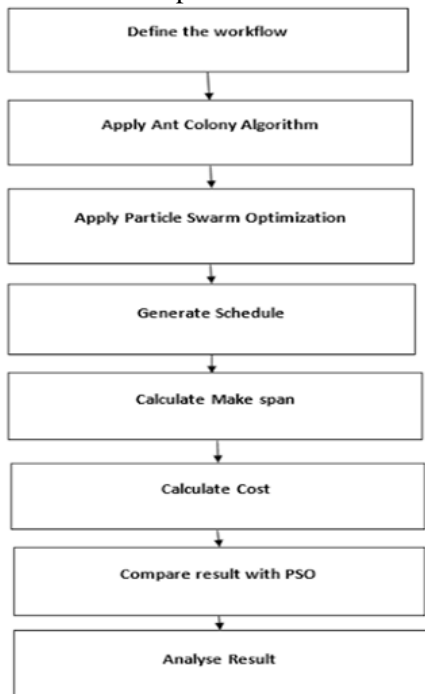 Define the workflow
Apply Ant Colony Algorithm
Apply Particle Swarm Optimization
Generate Schedule
Calculate Make span
Calculate Cost
Compare result with PSO
Analyse Result